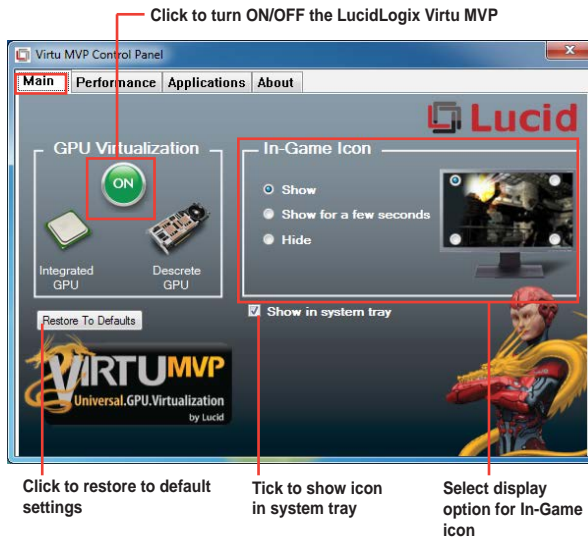 Click to turn ON/OFF the LucidLogix Virtu MVP
Virtu MVP Control Panel
Main Performance Applications About
Lucid
GPU Virtualization
In-Game Icon
ON
Show
Show for a few seconds
Hide
Integrated
GPU
Descrete
GPU
Restore To Defaults
Show in system tray
VIRTU MVP
Universal.GPU.Virtualization
by Lucid
Click to restore to default
settings
Tick to show icon
in system tray
Select display
option for In-Game
icon